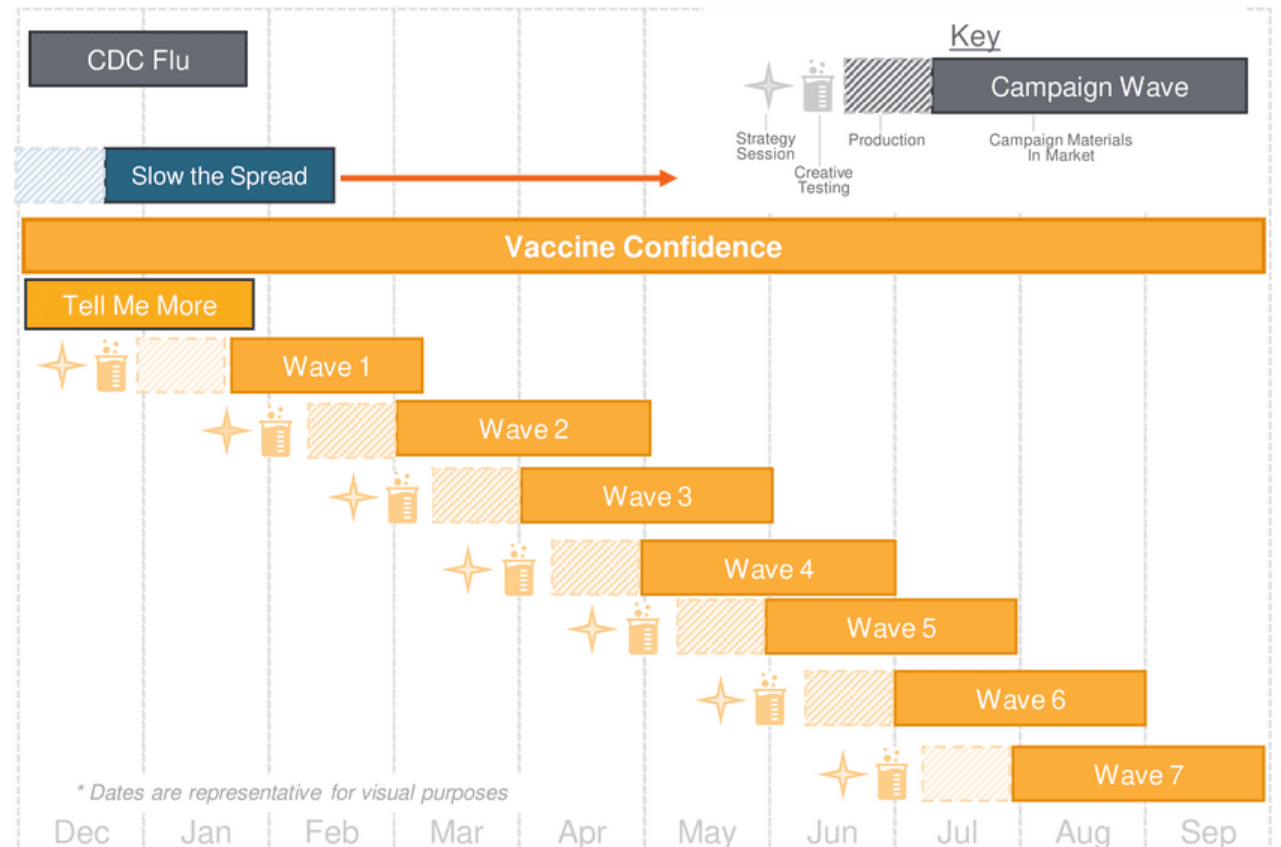 CDC Flu
Key
Campaign Wave
Strategy
Session
Creative
Testing
Production
Campaign Materials
In Market
Slow the Spread
Vaccine Confidence
Tell Me More
Wave 1
Wave 2
Wave 3
Wave 4
Wave 5
Wave 6
Wave 7
* Dates are representative for visual purposes
Dec Jan Feb Mar Apr May Jun Jul Aug Sep